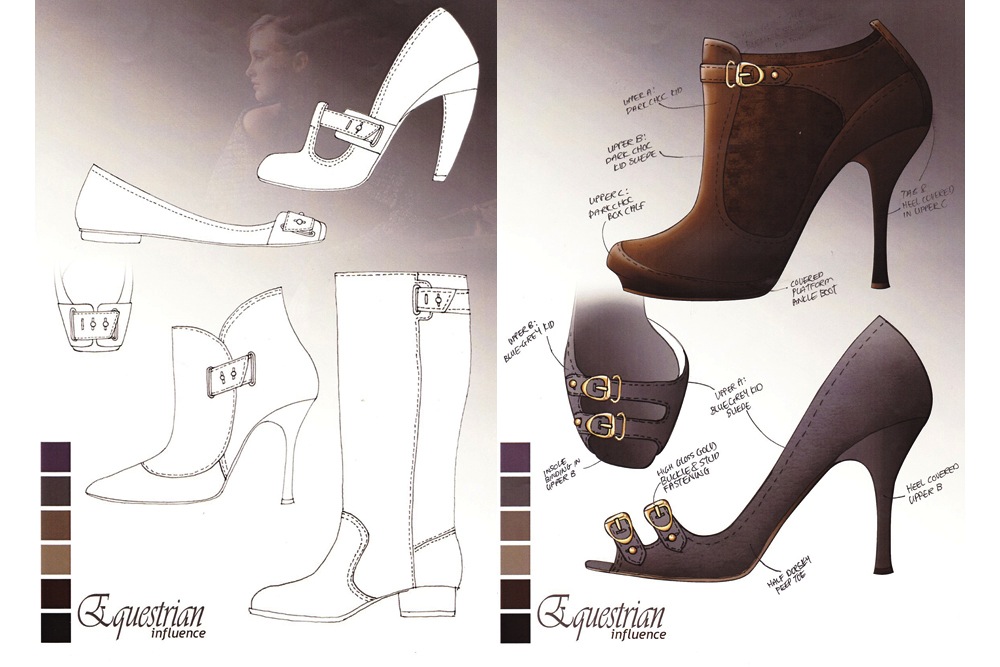 Equestrian
influence
UPPER A:
DARK CHOC KID
UPPER B:
DARK CHOC
KID SUEDE
UPPER C:
DARK CHOC
BOX CALF
HEEL COVERED
IN UPPER C
COVERED
PLATFORM
ANKLE BOOT
UPPER B:
BLUE-GREY KID
UPPER A:
BLUE GREY KID
SUEDE
INSOLE
BINDING IN
UPPER B
HIGH GLOSS GOLD
BUCKLE & STUD
FASTENING
HEEL COVERED
UPPER B
HALF DORSEY
PEEP TOE
Equestrian
influence